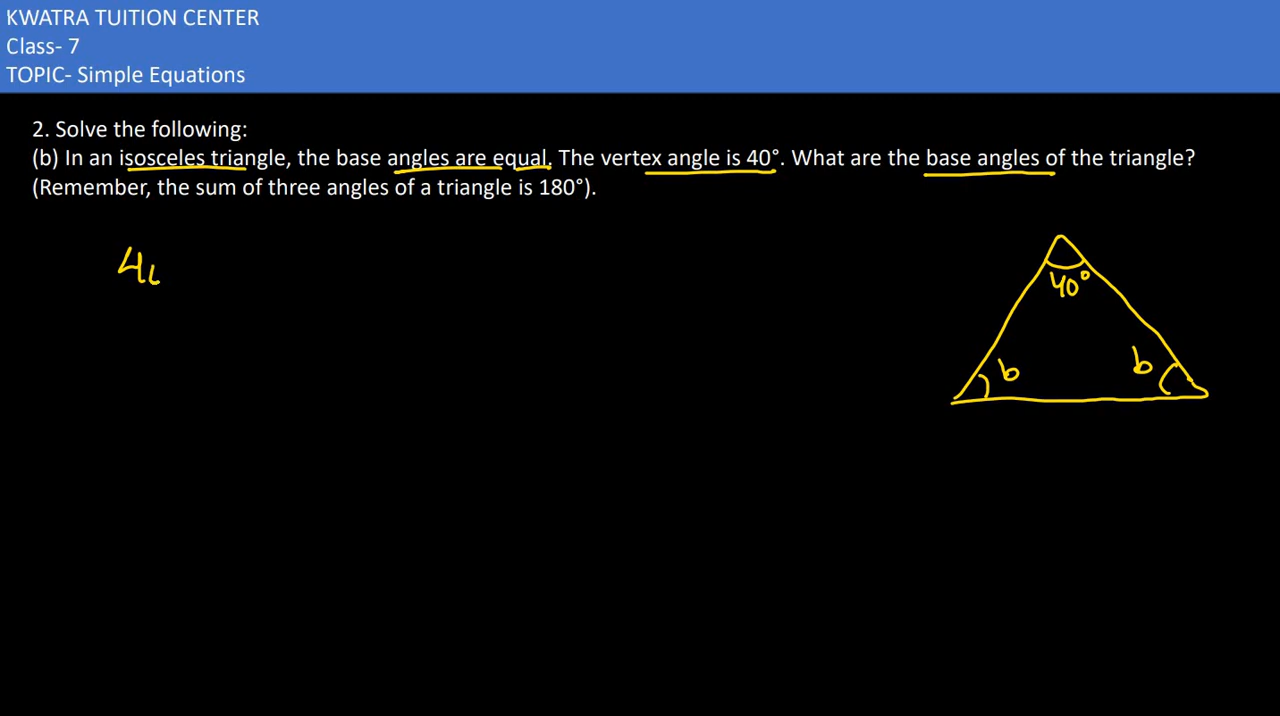 KWATRA TUITION CENTER
Class- 7
TOPIC- Simple Equations
2. Solve the following:
(b) In an isosceles triangle, the base angles are equal. The vertex angle is 40°. What are the base angles of the triangle?
(Remember, the sum of three angles of a triangle is 180°).
40°
b
b